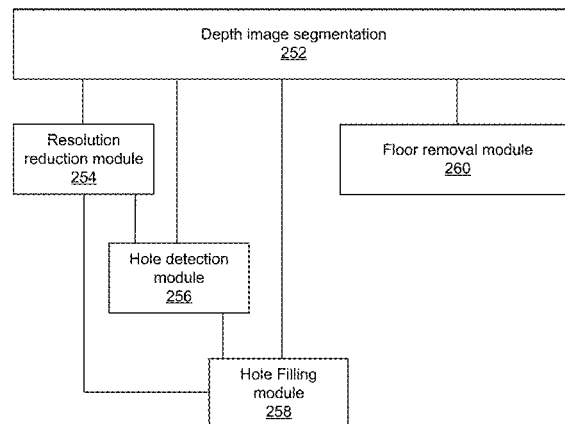 Depth image segmentation
252
Resolution
reduction module
254
Floor removal module
260
Hole detection
module
256
Hole Filling
module
258